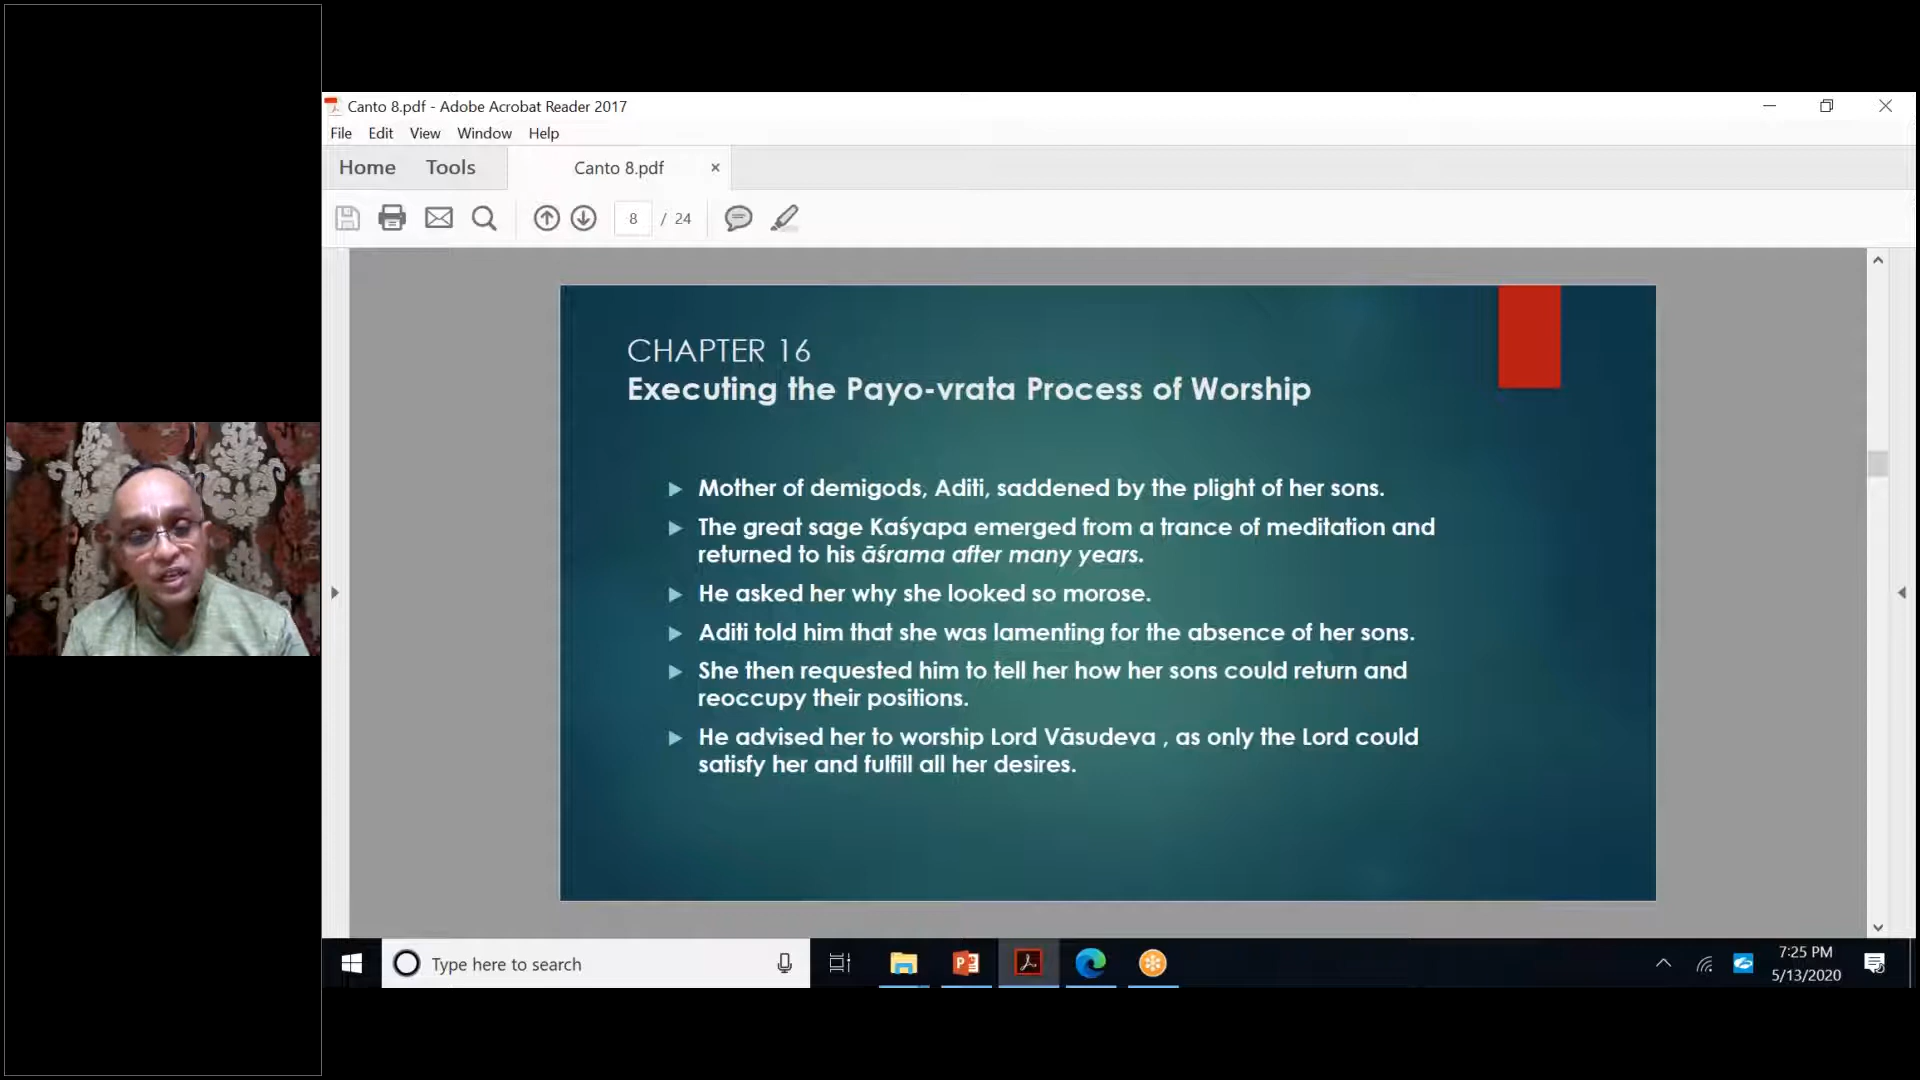 Canto 8.pdf - Adobe Acrobat Reader 2017
File Edit View Window Help
Home Tools Canto 8.pdf ×
8 / 24
CHAPTER 16
Executing the Payo-vrata Process of Worship
Mother of demigods, Aditi, saddened by the plight of her sons.
The great sage Kaśyapa emerged from a trance of meditation and
returned to his āśrama after many years.
He asked her why she looked so morose.
Aditi told him that she was lamenting for the absence of her sons.
She then requested him to tell her how her sons could return and
reoccupy their positions.
He advised her to worship Lord Vāsudeva , as only the Lord could
satisfy her and fulfill all her desires.
Type here to search
7:25 PM
5/13/2020